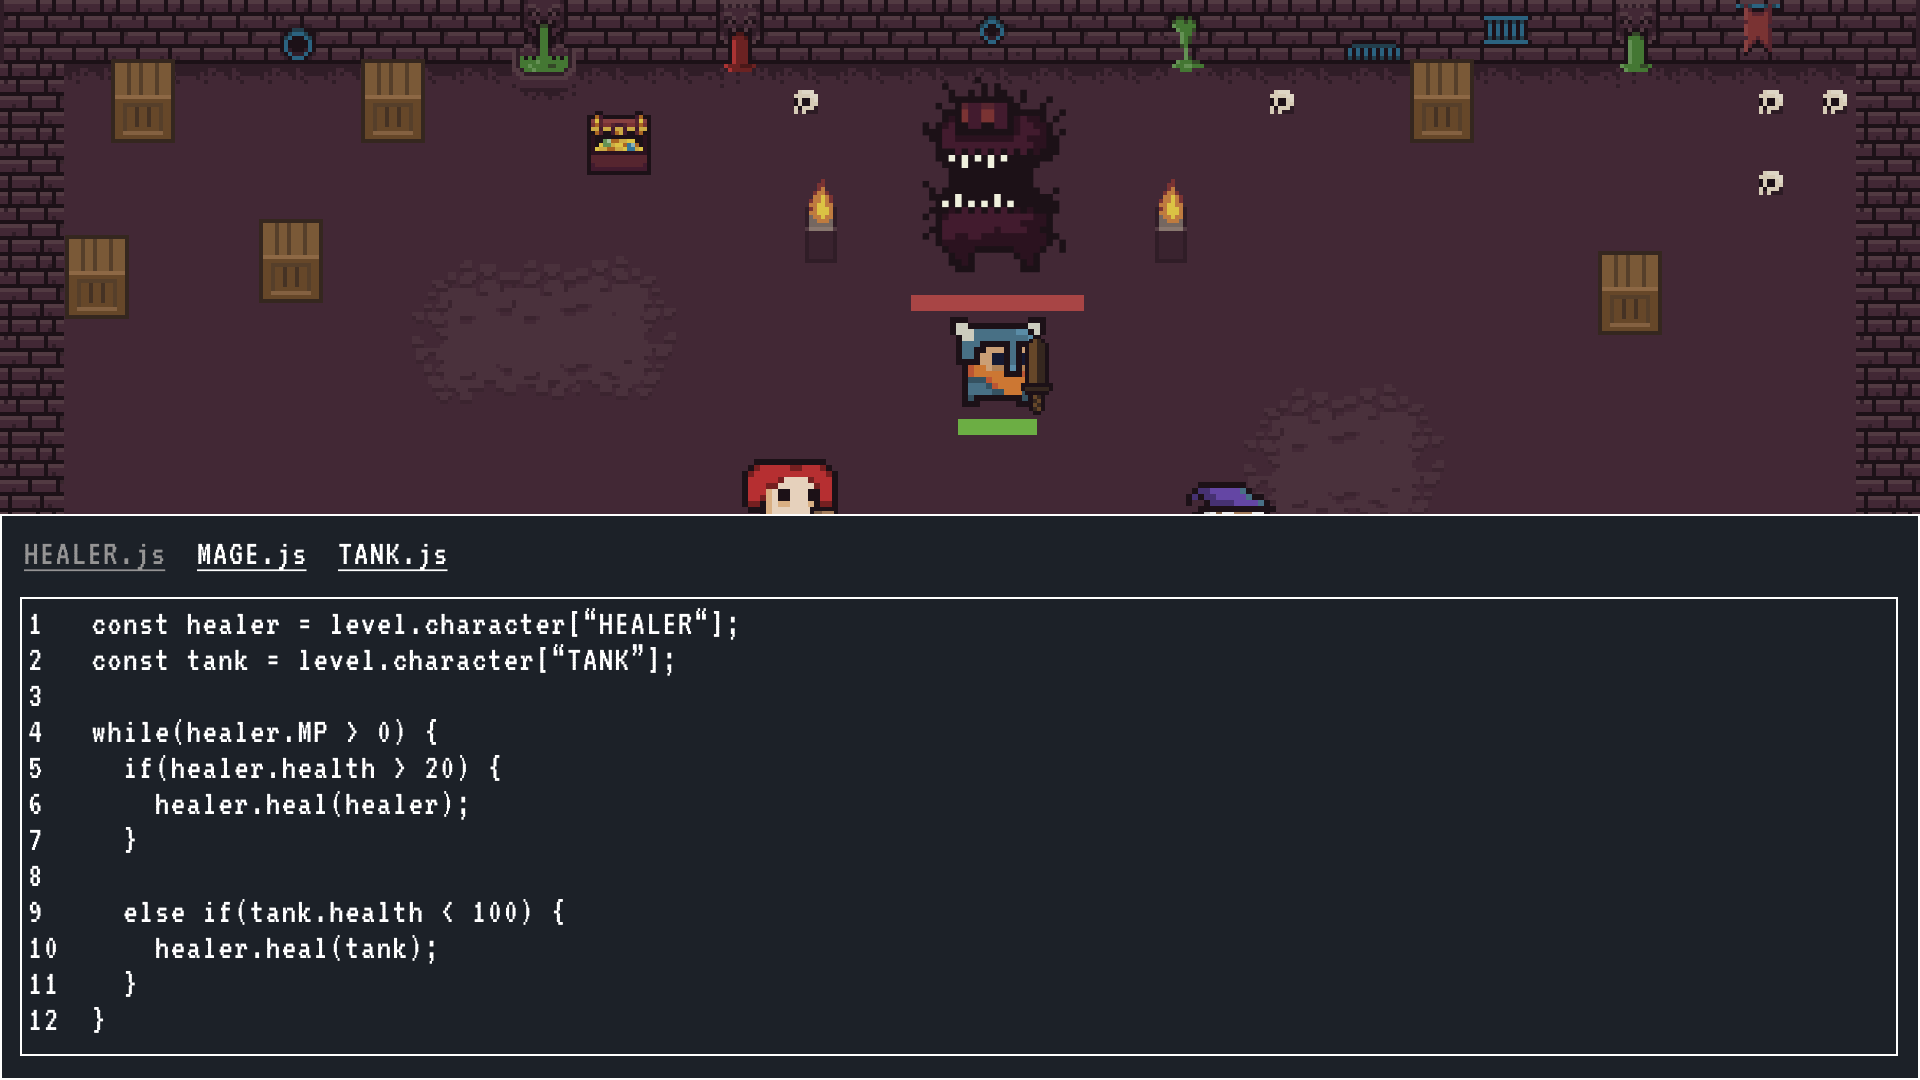 HEALER.js MAGE.js TANK.js
1 const healer = level.character[“HEALER“];
2 const tank = level.character[“TANK”];
3
4 while(healer.MP > 0) {
5 if(healer.health > 20) {
6 healer.heal(healer);
7 }
8
9 else if(tank.health < 100) {
10 healer.heal(tank);
11 }
12 }